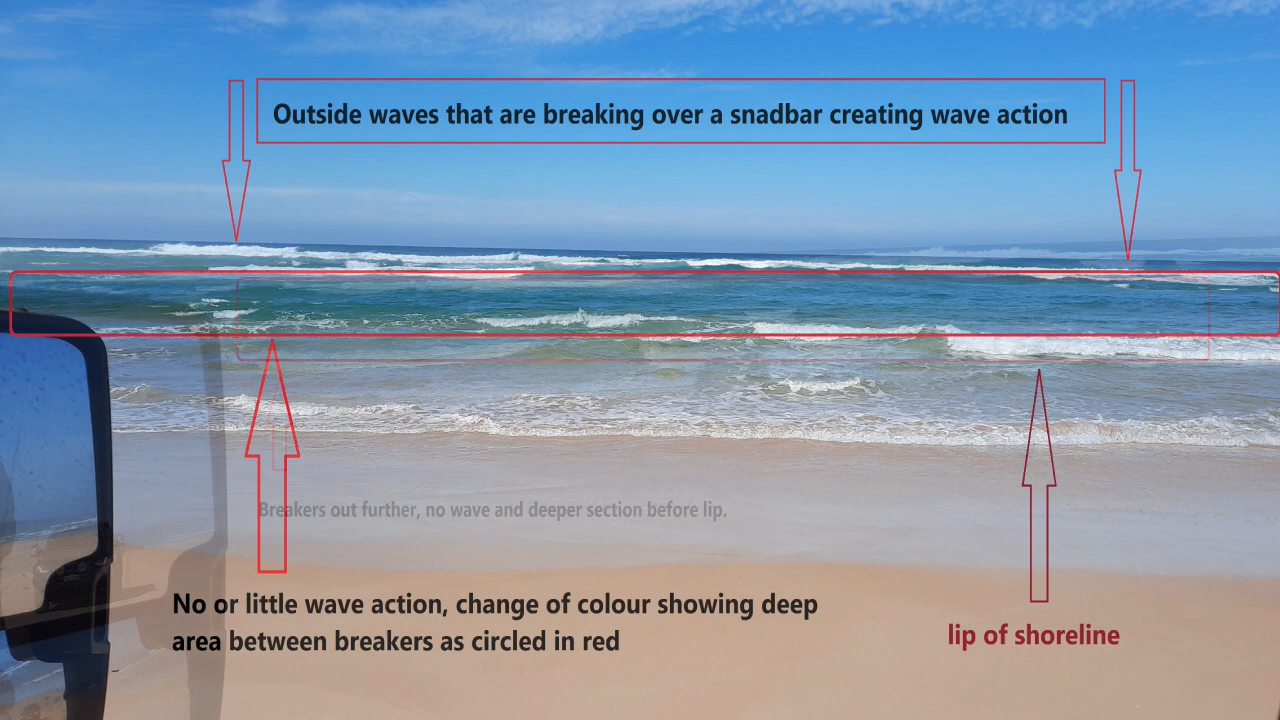 Outside waves that are breaking over a snadbar creating wave action
Breakers out further, no wave and deeper section before lip.
No or little wave action, change of colour showing deep
area between breakers as circled in red
lip of shoreline